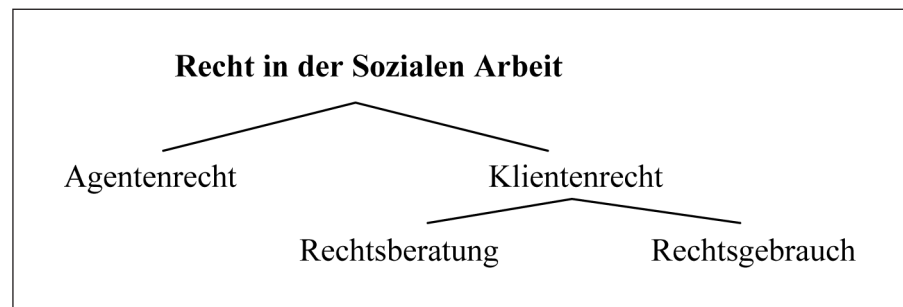 Recht in der Sozialen Arbeit
Agentenrecht Klientenrecht
Rechtsberatung Rechtsgebrauch